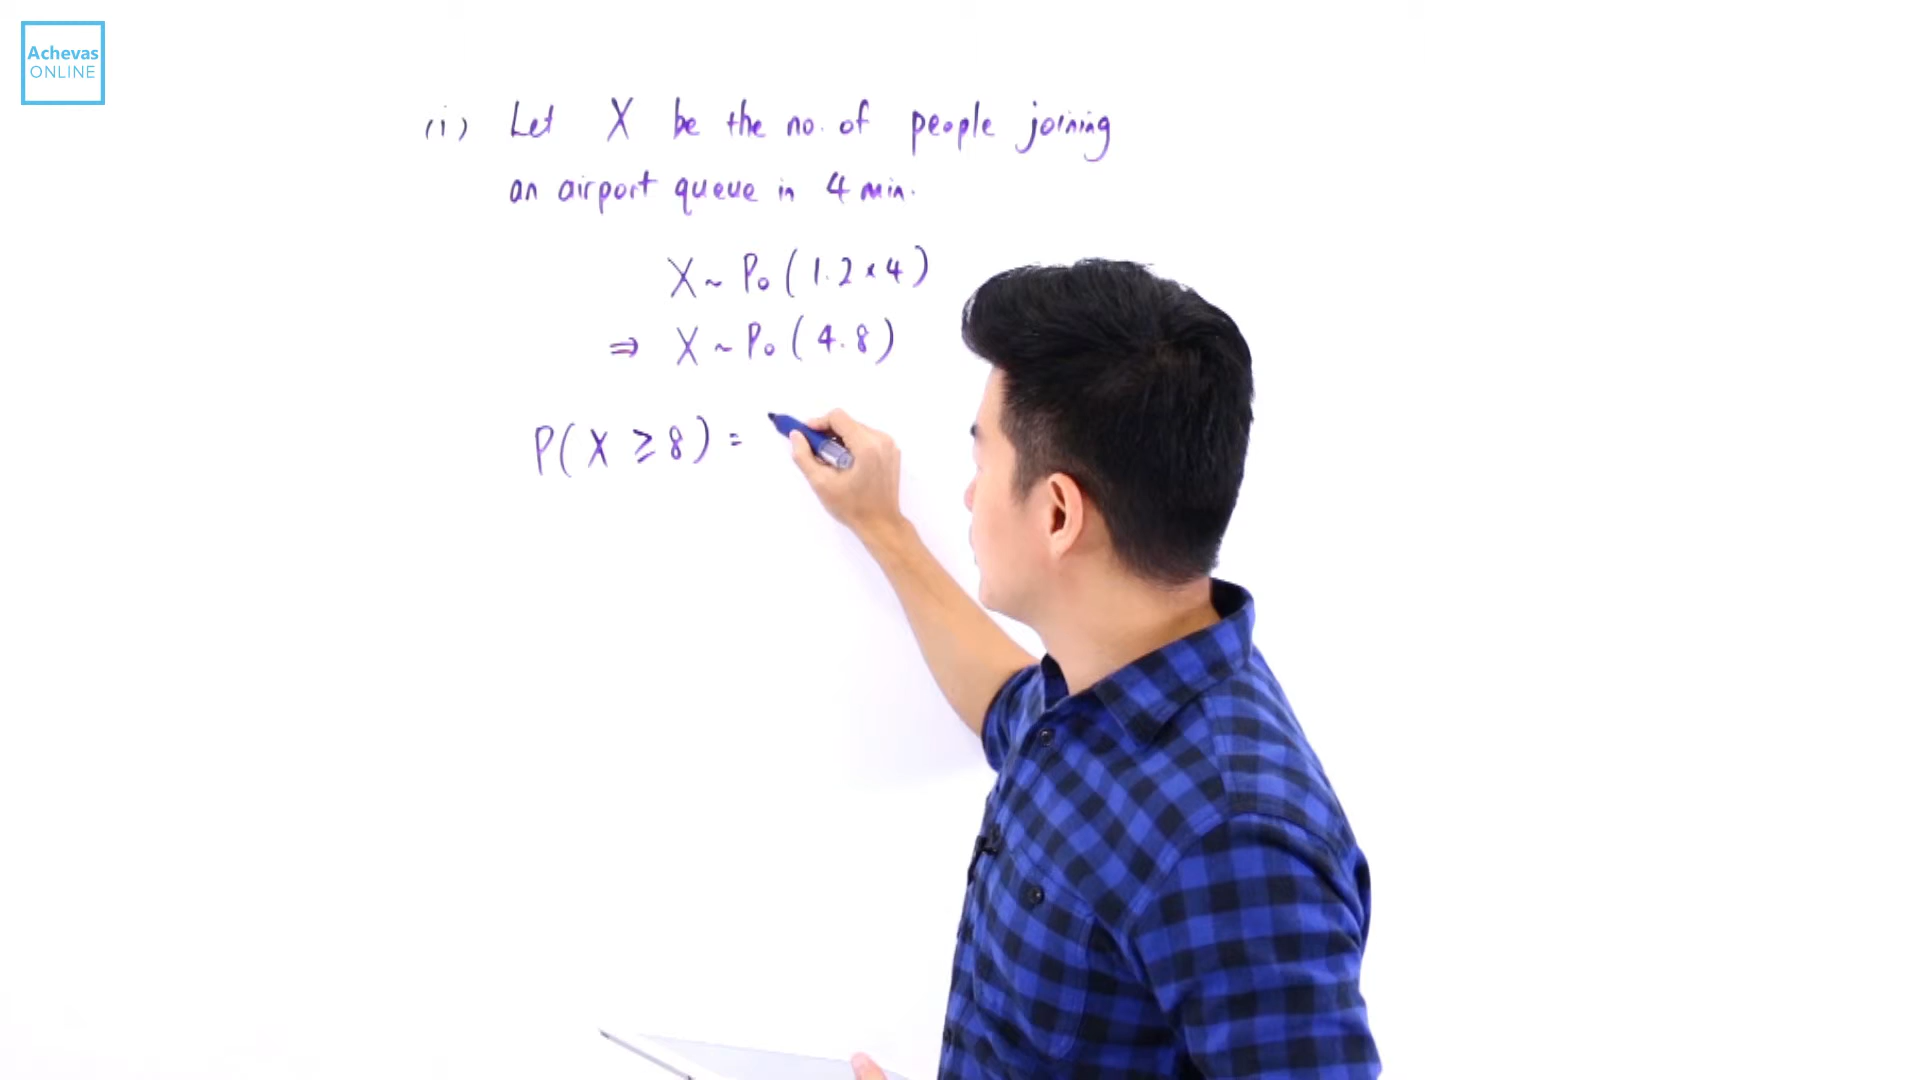 Achevas
ONLINE
(i) Let X be the no. of people joining
an airport queue in 4 min.
X ~ Po (1.2 × 4)
⇒ X ~ Po (4.8)
P( X ≥ 8) =